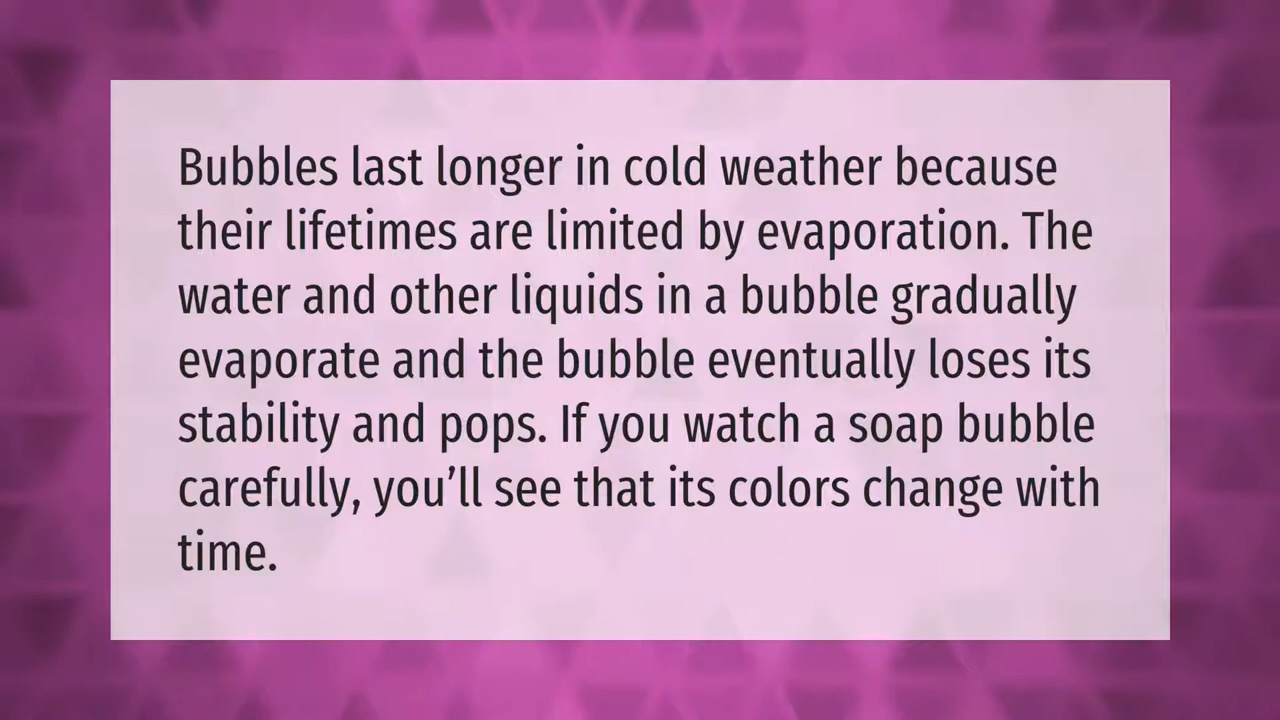 Bubbles last longer in cold weather because
their lifetimes are limited by evaporation. The
water and other liquids in a bubble gradually
evaporate and the bubble eventually loses its
stability and pops. If you watch a soap bubble
carefully, you’ll see that its colors change with
time.